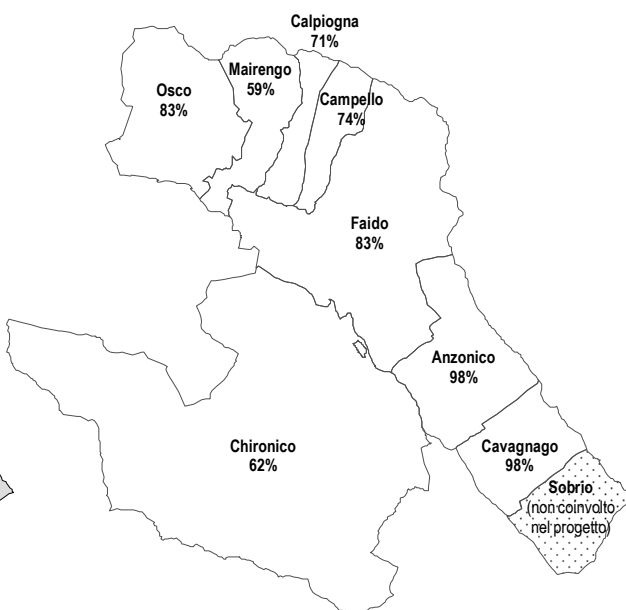 Calpiogna
71%
Mairengo
59%
Osco
83%
Campello
74%
Faido
83%
Anzonico
98%
Chironico
62%
Cavagnago
98%
Sobrio
(non coinvolto
nel progetto)